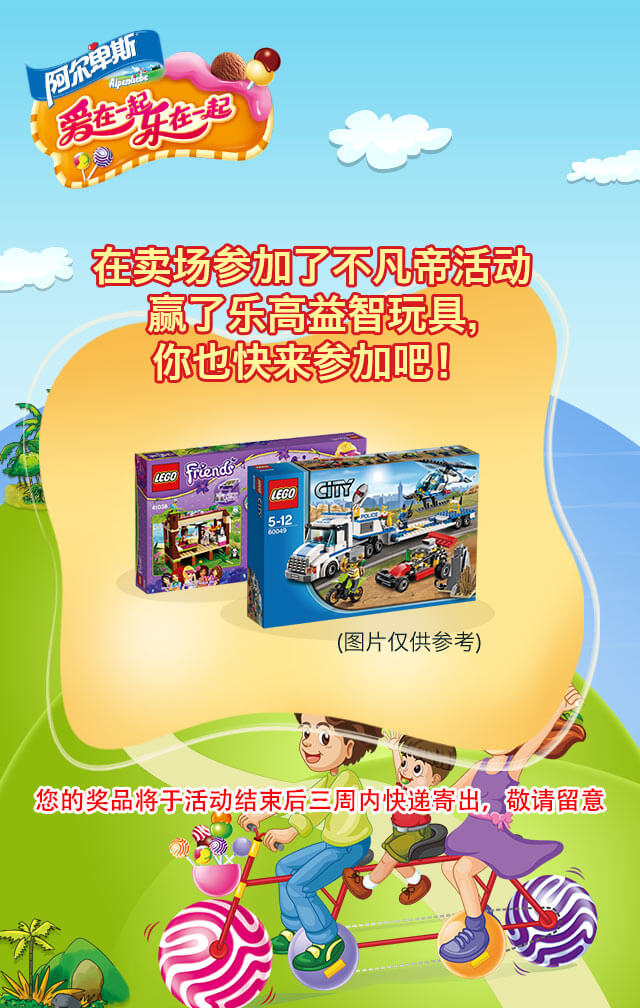 阿尔卑斯
Alpenliebe
爱在一起 乐在一起
在卖场参加了不凡帝活动
赢了乐高益智玩具,
你也快来参加吧！
LEGO Friends
41038
LEGO CITY
5-12
60049
POLICE
(图片仅供参考)
您的奖品将于活动结束后三周内快递寄出，敬请留意